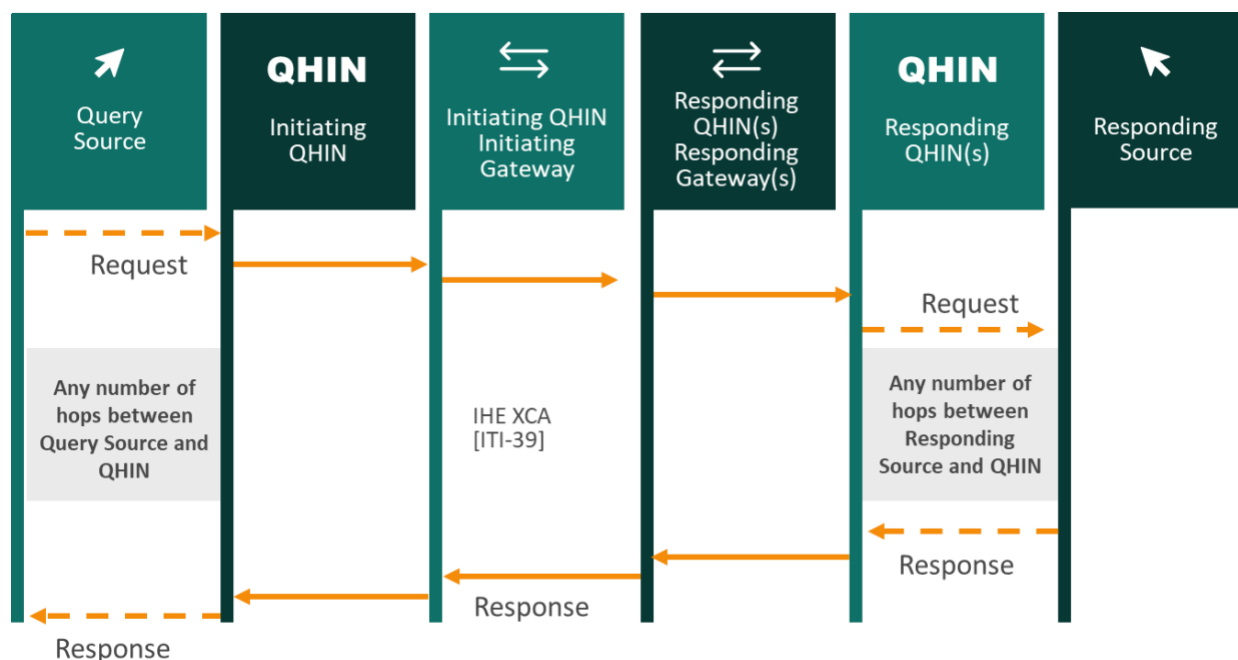 Query
Source
QHIN
Initiating
QHIN
Initiating QHIN
Initiating
Gateway
Responding
QHIN(s)
Responding
Gateway(s)
QHIN
Responding
QHIN(s)
Responding
Source
Request
Request
Any number of
hops between
Query Source and
QHIN
IHE XCA
[ITI-39]
Any number of
hops between
Responding
Source and QHIN
Response
Response
Response